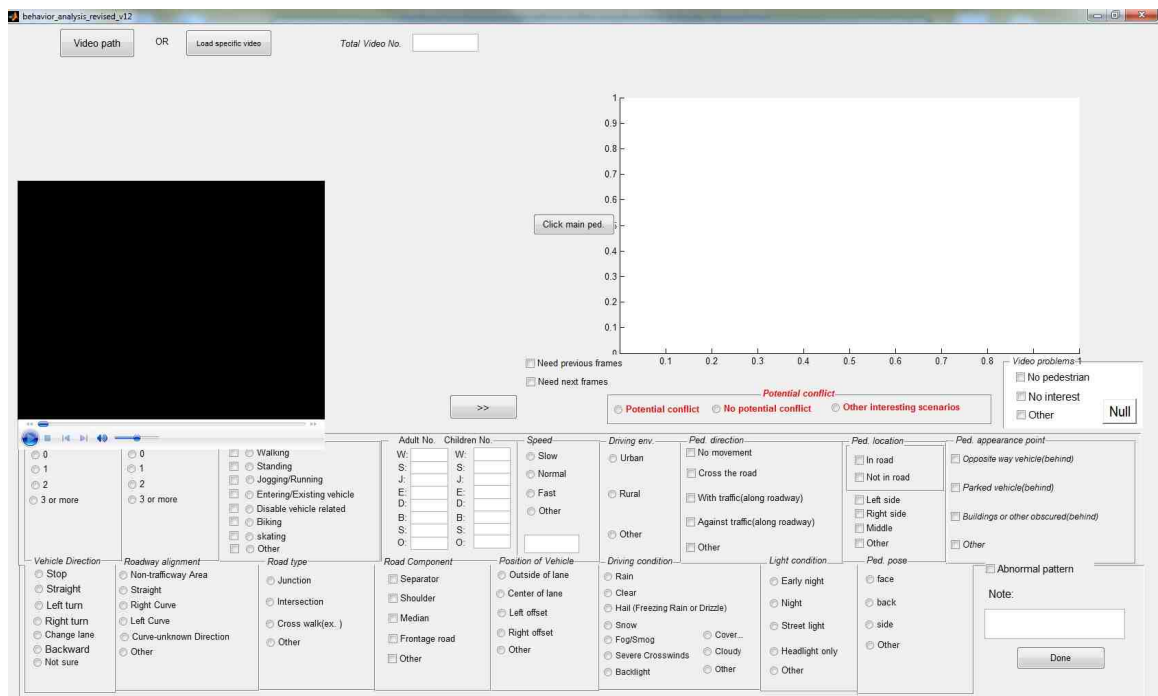 behavior_analysis_revised_v12
Video path
OR
Load specific video
Total Video No.
1
0.9
0.8
0.7
0.6
Click main ped.
0.4
0.3
0.2
0.1
0
0.1 0.2 0.3 0.4 0.5 0.6 0.7 0.8 1
Need previous frames
Need next frames
>>
Potential conflict
Potential conflict
No potential conflict
Other interesting scenarios
Video problems
No pedestrian
No interest
Other
Null
0
1
2
3 or more
0
1
2
3 or more
Walking
Standing
Jogging/Running
Entering/Existing vehicle
Disable vehicle related
Biking
skating
Other
Adult No. Children No.
W: W:
S: S:
J: J:
E: E:
D: D:
B: B:
S: S:
O: O:
Speed
Slow
Normal
Fast
Other
Driving env.
Urban
Rural
Other
Ped. direction
No movement
Cross the road
With traffic(along roadway)
Against traffic(along roadway)
Other
Ped. location
In road
Not in road
Left side
Right side
Middle
Other
Ped. appearance point
Opposite way vehicle(behind)
Parked vehicle(behind)
Buildings or other obscured(behind)
Other
Vehicle Direction
Stop
Straight
Left turn
Right turn
Change lane
Backward
Not sure
Roadway alignment
Non-trafficway Area
Straight
Right Curve
Left Curve
Curve-unknown Direction
Other
Road type
Junction
Intersection
Cross walk(ex. )
Other
Road Component
Separator
Shoulder
Median
Frontage road
Other
Position of Vehicle
Outside of lane
Center of lane
Left offset
Right offset
Other
Driving condition
Rain
Clear
Hail (Freezing Rain or Drizzle)
Snow
Fog/Smog
Severe Crosswinds
Backlight
Cover...
Cloudy
Other
Light condition
Early night
Night
Street light
Headlight only
Other
Ped. pose
face
back
side
Other
Abnormal pattern
Note:
Done